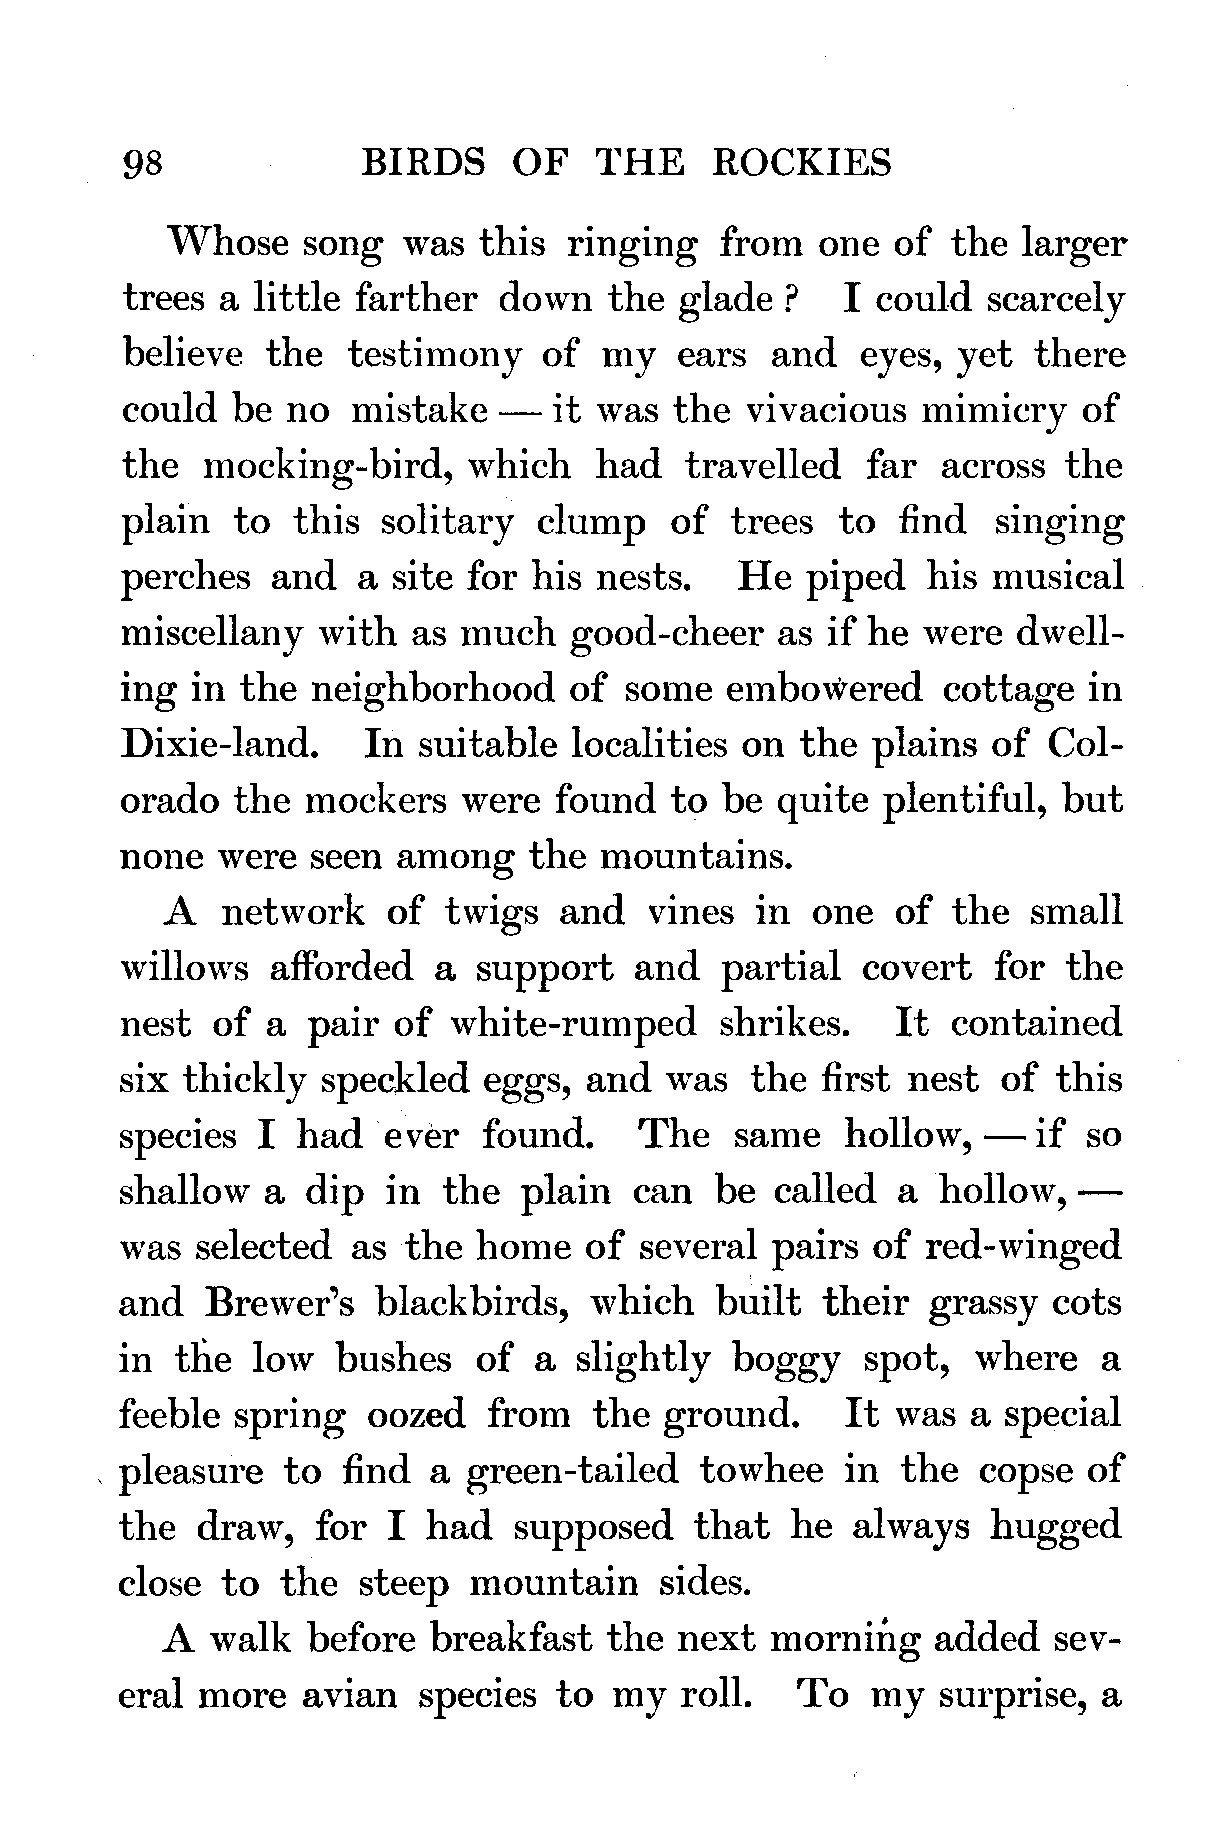 98 BIRDS OF THE ROCKIES
Whose song was this ringing from one of the larger
trees a little farther down the glade ? I could scarcely
believe the testimony of my ears and eyes, yet there
could be no mistake — it was the vivacious mimicry of
the mocking-bird, which had travelled far across the
plain to this solitary clump of trees to find singing
perches and a site for his nests. He piped his musical
miscellany with as much good-cheer as if he were dwell-
ing in the neighborhood of some embowered cottage in
Dixie-land. In suitable localities on the plains of Col-
orado the mockers were found to be quite plentiful, but
none were seen among the mountains.
A network of twigs and vines in one of the small
willows afforded a support and partial covert for the
nest of a pair of white-rumped shrikes. It contained
six thickly speckled eggs, and was the first nest of this
species I had ever found. The same hollow, — if so
shallow a dip in the plain can be called a hollow, —
was selected as the home of several pairs of red-winged
and Brewer's blackbirds, which built their grassy cots
in the low bushes of a slightly boggy spot, where a
feeble spring oozed from the ground. It was a special
pleasure to find a green-tailed towhee in the copse of
the draw, for I had supposed that he always hugged
close to the steep mountain sides.
A walk before breakfast the next morning added sev-
eral more avian species to my roll. To my surprise, a